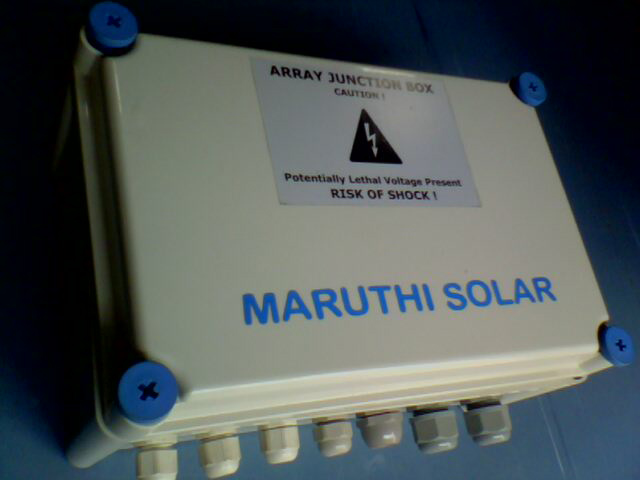 ARRAY JUNCTION BOX
CAUTION !
Potentially Lethal Voltage Present
RISK OF SHOCK !
MARUTHI SOLAR